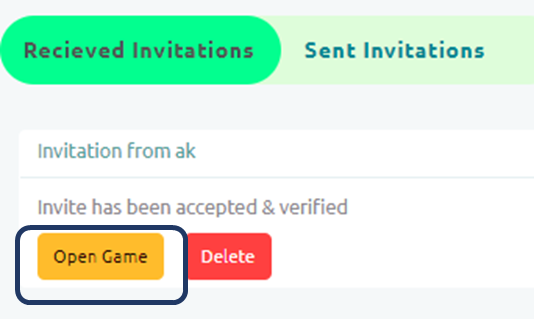 Recieved Invitations Sent Invitations
Invitation from ak
Invite has been accepted & verified
Open Game Delete